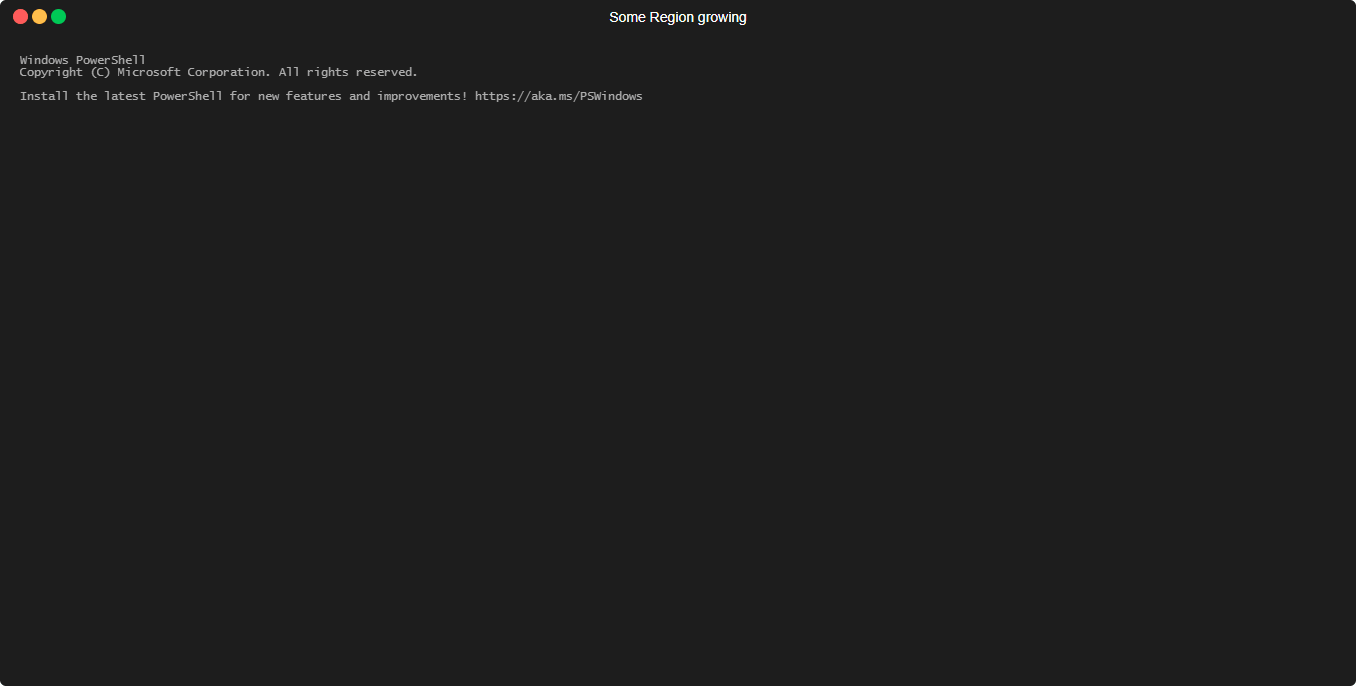 Some Region growing
Windows PowerShell
Copyright (C) Microsoft Corporation. All rights reserved.
Install the latest PowerShell for new features and improvements! https://aka.ms/PSWindows